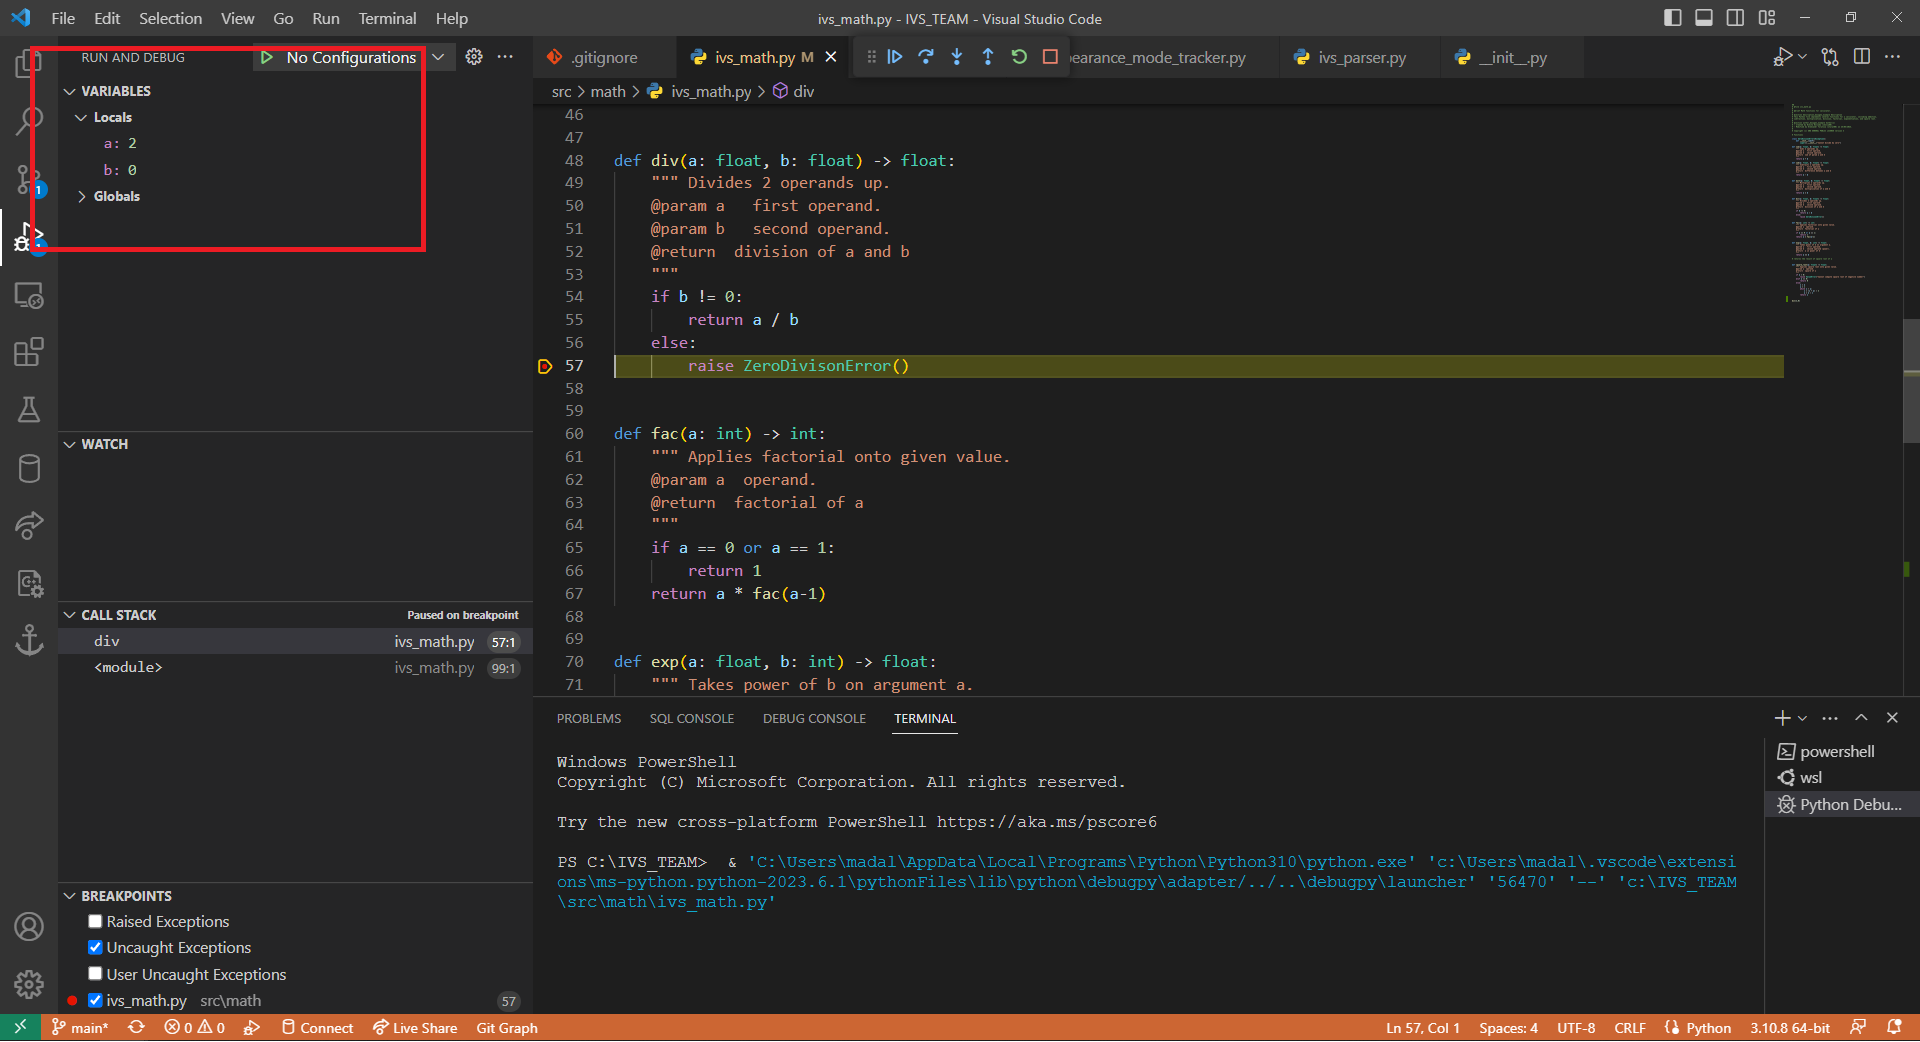 File Edit Selection View Go Run Terminal Help
ivs_math.py - IVS_TEAM - Visual Studio Code
RUN AND DEBUG
No Configurations
VARIABLES
Locals
a: 2
b: 0
Globals
1
WATCH
CALL STACK
Paused on breakpoint
div ivs_math.py 57:1
<module> ivs_math.py 99:1
BREAKPOINTS
Raised Exceptions
Uncaught Exceptions
User Uncaught Exceptions
ivs_math.py src\math 57
.gitignore
ivs_math.py M
earance_mode_tracker.py
ivs_parser.py
__init__.py
src > math > ivs_math.py > div
46
47
48 def div(a: float, b: float) -> float:
49 """ Divides 2 operands up.
50 @param a first operand.
51 @param b second operand.
52 @return division of a and b
53 """
54 if b != 0:
55 return a / b
56 else:
57 raise ZeroDivisonError()
58
59
60 def fac(a: int) -> int:
61 """ Applies factorial onto given value.
62 @param a operand.
63 @return factorial of a
64 """
65 if a == 0 or a == 1:
66 return 1
67 return a * fac(a-1)
68
69
70 def exp(a: float, b: int) -> float:
71 """ Takes power of b on argument a.
PROBLEMS SQL CONSOLE DEBUG CONSOLE TERMINAL
Windows PowerShell
Copyright (C) Microsoft Corporation. All rights reserved.
Try the new cross-platform PowerShell https://aka.ms/pscore6
PS C:\IVS_TEAM> & 'C:\Users\madal\AppData\Local\Programs\Python\Python310\python.exe' 'c:\Users\madal\.vscode\extensi
ons\ms-python.python-2023.6.1\pythonFiles\lib\python\debugpy\adapter/../..\debugpy\launcher' '56470' '--' 'c:\IVS_TEAM
\src\math\ivs_math.py'
powershell
wsl
Python Debu...
main* 0 0 Connect Live Share Git Graph
Ln 57, Col 1 Spaces: 4 UTF-8 CRLF Python 3.10.8 64-bit